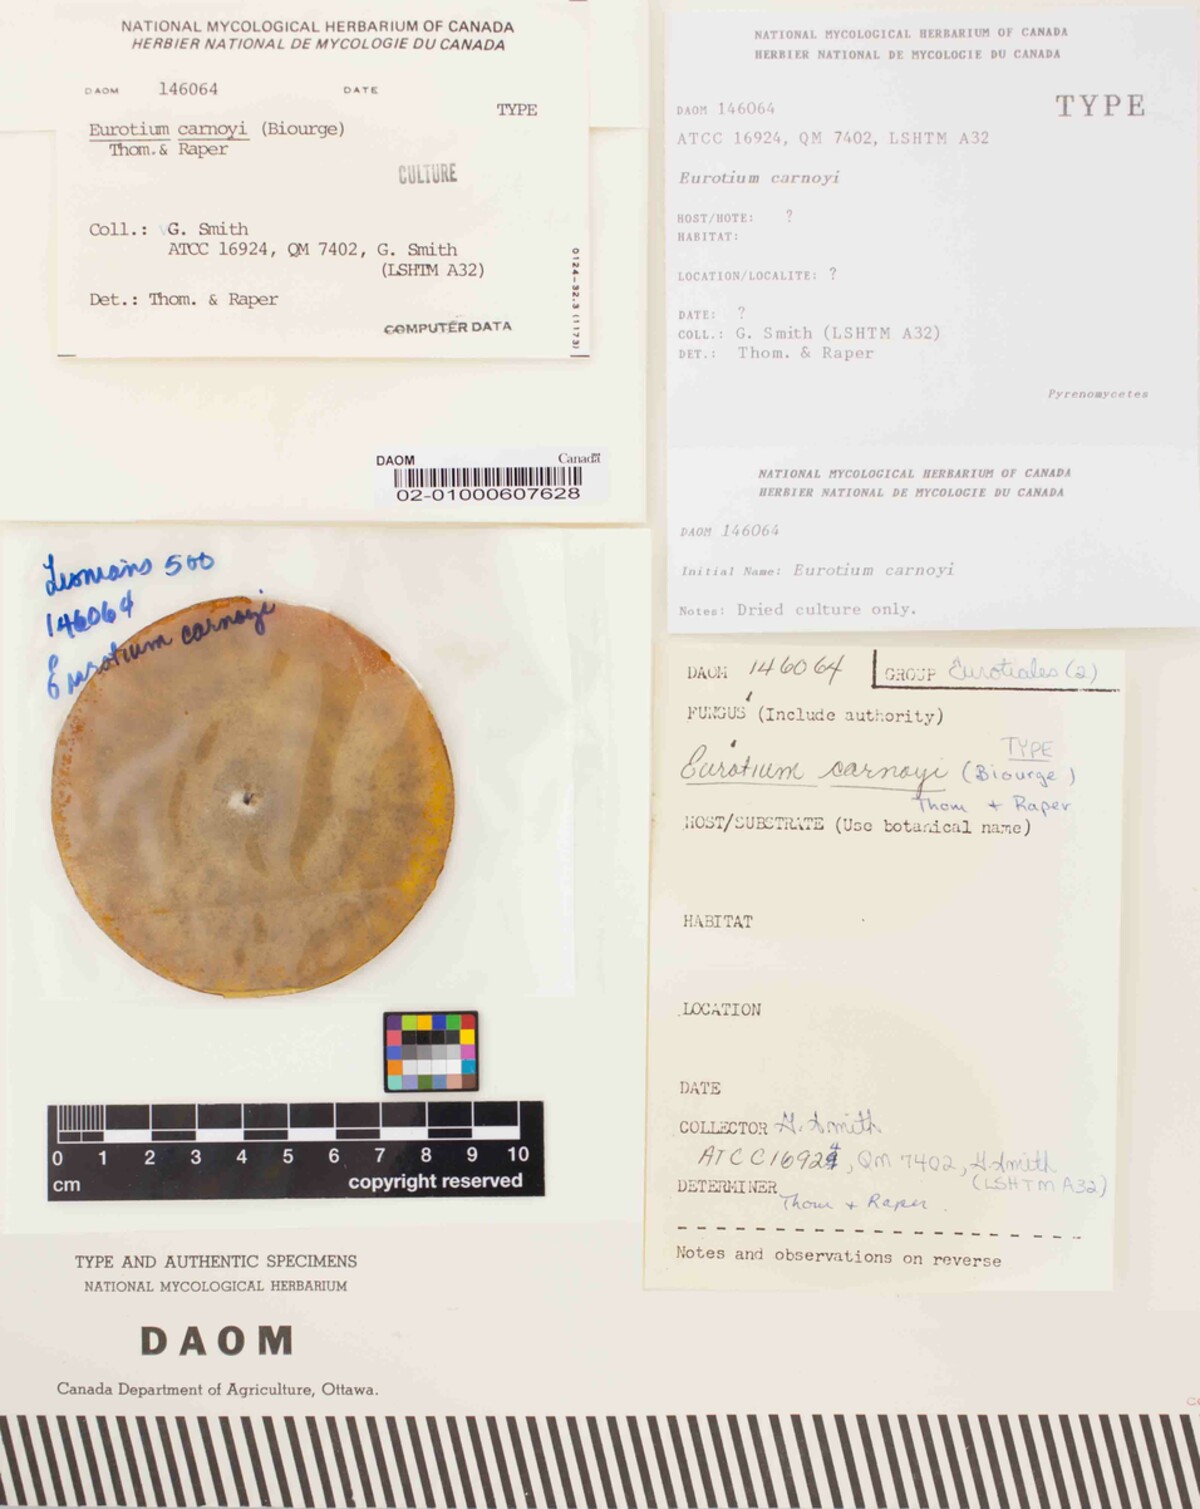 NATIONAL MYCOLOGICAL HERBARIUM OF CANADA
HERBIER NATIONAL DE MYCOLOGIE DU CANADA
DAOM 146064 DATE
TYPE
Eurotium carnoyi (Biourge)
Thom.& Raper
CULTURE
Coll.: G. Smith
ATCC 16924, QM 7402, G. Smith
(LSHTM A32)
Det.: Thom. & Raper
COMPUTER DATA
0124-32.3 (1173)
DAOM Canada
02-01000607628
NATIONAL MYCOLOGICAL HERBARIUM OF CANADA
HERBIER NATIONAL DE MYCOLOGIE DU CANADA
DAOM 146064 TYPE
ATCC 16924, QM 7402, LSHTM A32
Eurotium carnoyi
HOST/HOTE: ?
HABITAT:
LOCATION/LOCALITE: ?
DATE: ?
COLL.: G. Smith (LSHTM A32)
DET.: Thom. & Raper
Pyrenomycetes
NATIONAL MYCOLOGICAL HERBARIUM OF CANADA
HERBIER NATIONAL DE MYCOLOGIE DU CANADA
DAOM 146064
Initial Name: Eurotium carnoyi
Notes: Dried culture only.
500
146064
Eurotium carnoyi
0 1 2 3 4 5 6 7 8 9 10
cm copyright reserved
DAOM 146064 GROUP Eurotiales (2)
FUNGUS (Include authority)
TYPE
Eurotium carnoyi (Biourge)
Thom + Raper
HOST/SUBSTRATE (Use botanical name)
HABITAT
LOCATION
DATE
COLLECTOR G. Smith
ATCC 16924, QM 7402, G. Smith
(LSHTM A32)
DETERMINER Thom + Raper
Notes and observations on reverse
TYPE AND AUTHENTIC SPECIMENS
NATIONAL MYCOLOGICAL HERBARIUM
DAOM
Canada Department of Agriculture, Ottawa.